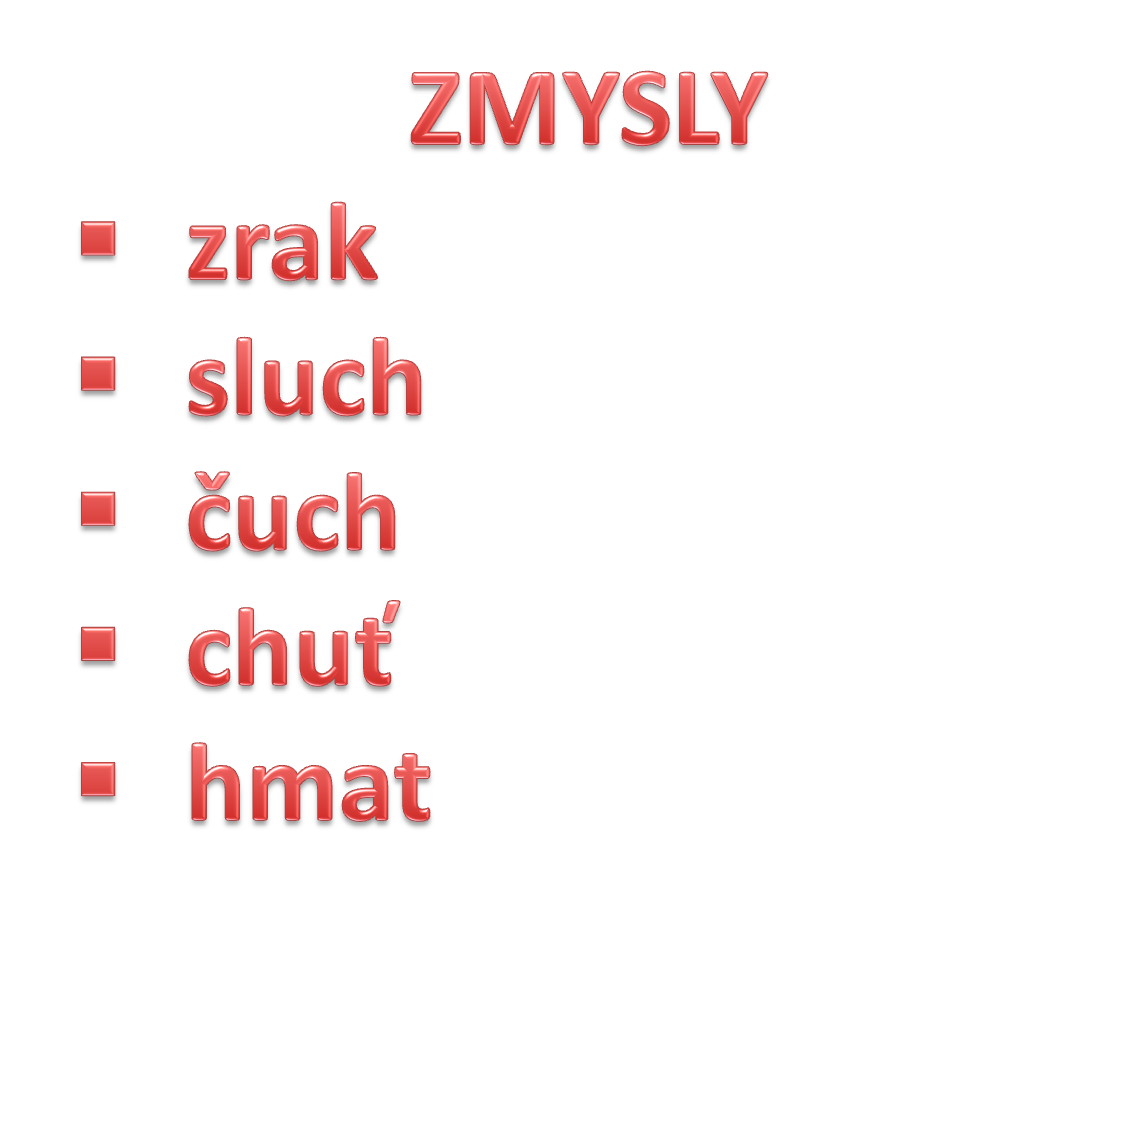 ZMYSLY
▪ zrak
▪ sluch
▪ čuch
▪ chuť
▪ hmat